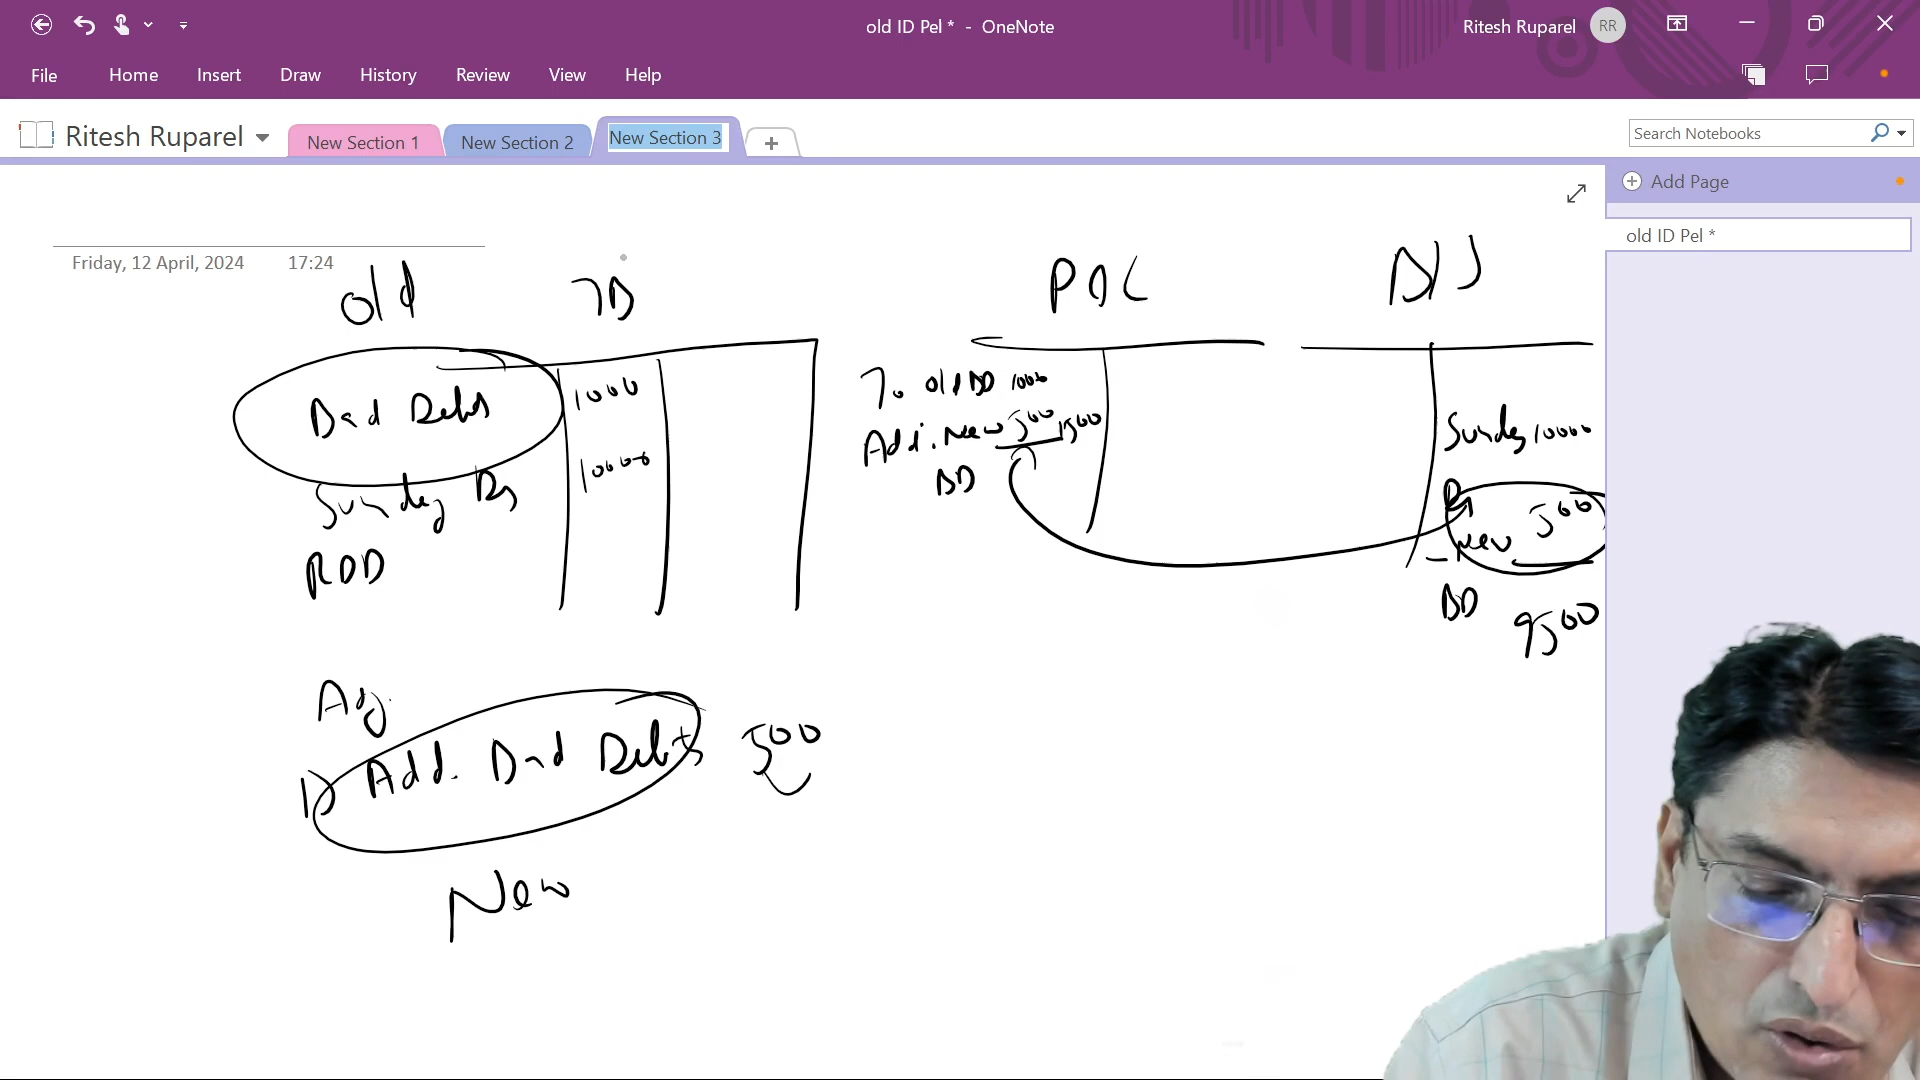 old ID Pel * - OneNote
Ritesh Ruparel
RR
File Home Insert Draw History Review View Help
Ritesh Ruparel
New Section 1
New Section 2
New Section 3
Search Notebooks
Add Page
old ID Pel *
Friday, 12 April, 2024 17:24
old TB
P&L
B/S
Bad Debts 1000
Sundry Drs 10000
RDD
To old BD 1000
Add. New 500 1500
BD
Sundry 10000
- New 500
BD
9500
Adj.
1) Add. Bad Debts 500
New